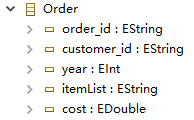 Order
order_id : EString
customer_id : EString
year : EInt
itemList : EString
cost : EDouble